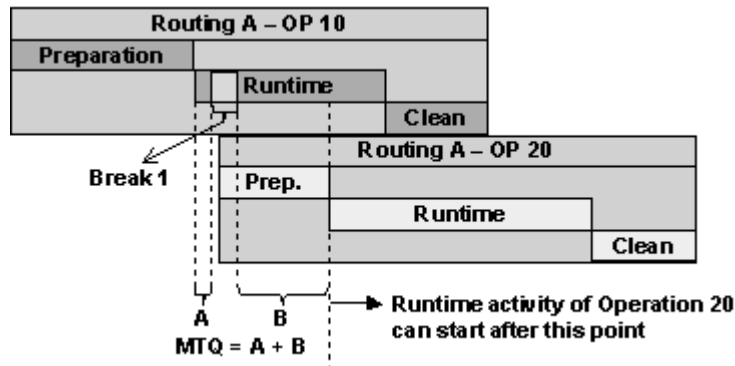 Routing A – OP 10
Preparation
Runtime
Clean
Routing A – OP 20
Break 1
Prep.
Runtime
Clean
A
B
MTQ = A + B
Runtime activity of Operation 20
can start after this point